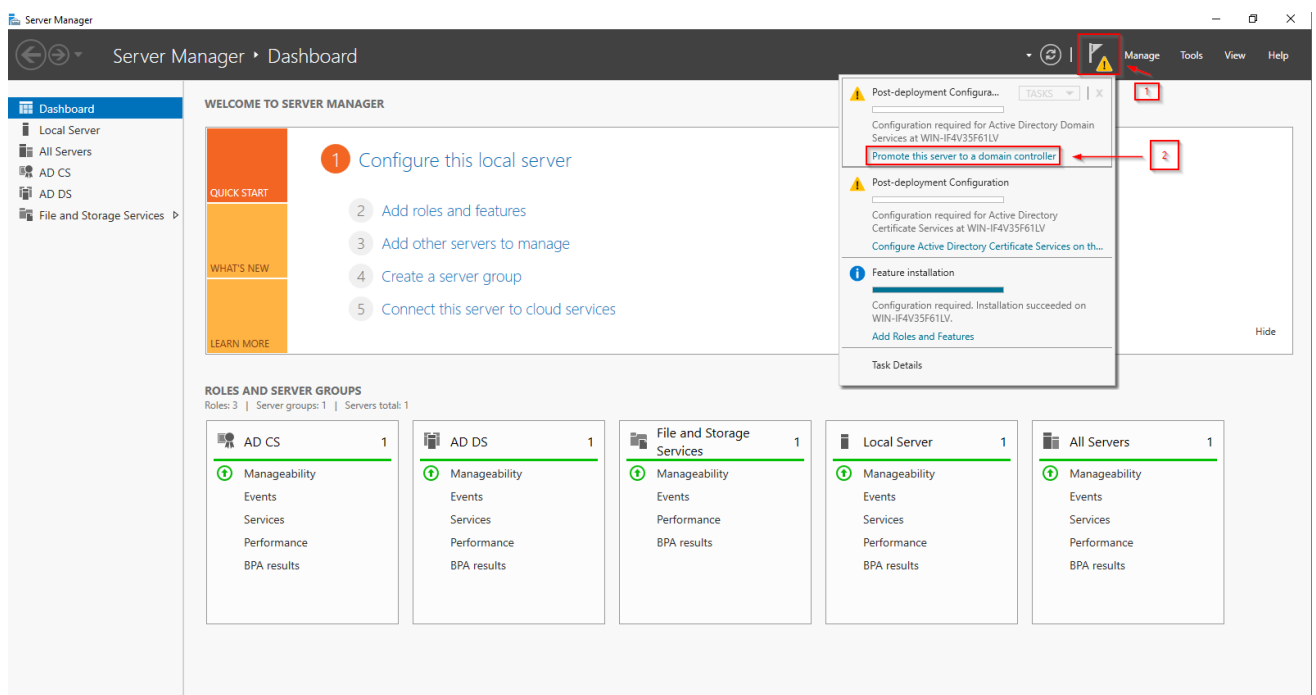 Server Manager
Server Manager • Dashboard
Manage Tools View Help
Dashboard
Local Server
All Servers
AD CS
AD DS
File and Storage Services
WELCOME TO SERVER MANAGER
QUICK START
WHAT'S NEW
LEARN MORE
1 Configure this local server
2 Add roles and features
3 Add other servers to manage
4 Create a server group
5 Connect this server to cloud services
Hide
1
Post-deployment Configura... TASKS x
Configuration required for Active Directory Domain
Services at WIN-IF4V35F61LV
Promote this server to a domain controller
2
Post-deployment Configuration
Configuration required for Active Directory
Certificate Services at WIN-IF4V35F61LV
Configure Active Directory Certificate Services on th...
Feature installation
Configuration required. Installation succeeded on
WIN-IF4V35F61LV.
Add Roles and Features
Task Details
ROLES AND SERVER GROUPS
Roles: 3 | Server groups: 1 | Servers total: 1
AD CS 1
Manageability
Events
Services
Performance
BPA results
AD DS 1
Manageability
Events
Services
Performance
BPA results
File and Storage
Services 1
Manageability
Events
Performance
BPA results
Local Server 1
Manageability
Events
Services
Performance
BPA results
All Servers 1
Manageability
Events
Services
Performance
BPA results